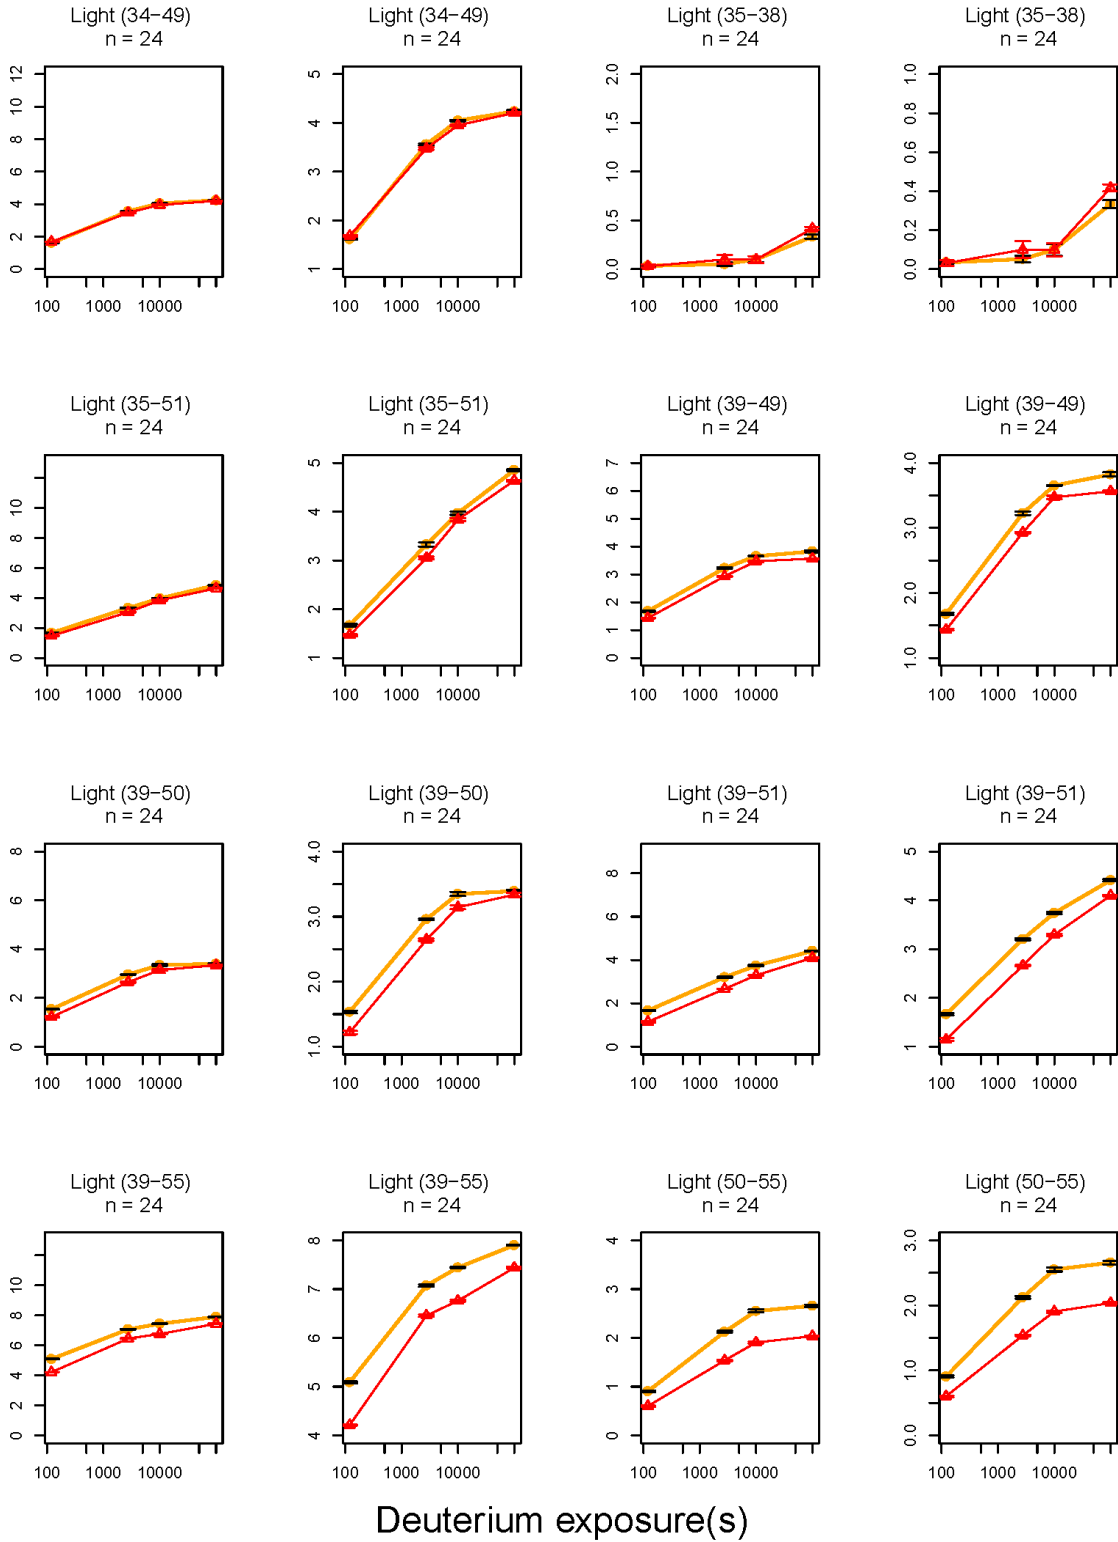 Light (34−49) Light (34−49) Light (35−38) Light (35−38)
n = 24 n = 24 n = 24 n = 24
12 5 2.0 1.0
10 4 1.5 0.8
8 3 1.0 0.6
6 2 0.5 0.4
4 1 0.0 0.2
2 0.0
0
100 1000 10000 100 1000 10000 100 1000 10000 100 1000 10000
Light (35−51) Light (35−51) Light (39−49) Light (39−49)
n = 24 n = 24 n = 24 n = 24
10 5 7 4.0
8 4 6 3.0
6 3 5 2.0
4 2 4 1.0
2 1 3
0 2
1
0
100 1000 10000 100 1000 10000 100 1000 10000 100 1000 10000
Light (39−50) Light (39−50) Light (39−51) Light (39−51)
n = 24 n = 24 n = 24 n = 24
8 4.0 8 5
6 3.0 6 4
4 2.0 4 3
2 1.0 2 2
0 0 1
100 1000 10000 100 1000 10000 100 1000 10000 100 1000 10000
Light (39−55) Light (39−55) Light (50−55) Light (50−55)
n = 24 n = 24 n = 24 n = 24
10 8 4 3.0
8 7 3 2.0
6 6 2 1.0
4 5 1 0.0
2 4 0
0
100 1000 10000 100 1000 10000 100 1000 10000 100 1000 10000
Deuterium exposure(s)